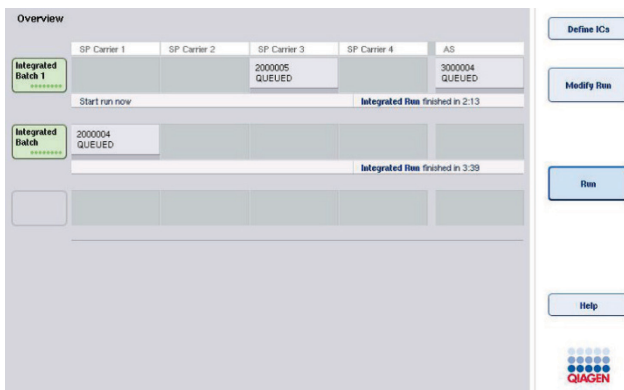 Overview
Define ICs
SP Carrier 1 SP Carrier 2 SP Carrier 3 SP Carrier 4 AS
Integrated
Batch 1
2000005
QUEUED
3000004
QUEUED
Modify Run
Start run now Integrated Run finished in 2:13
Integrated
Batch
2000004
QUEUED
Integrated Run finished in 3:39
Run
Help
QIAGEN